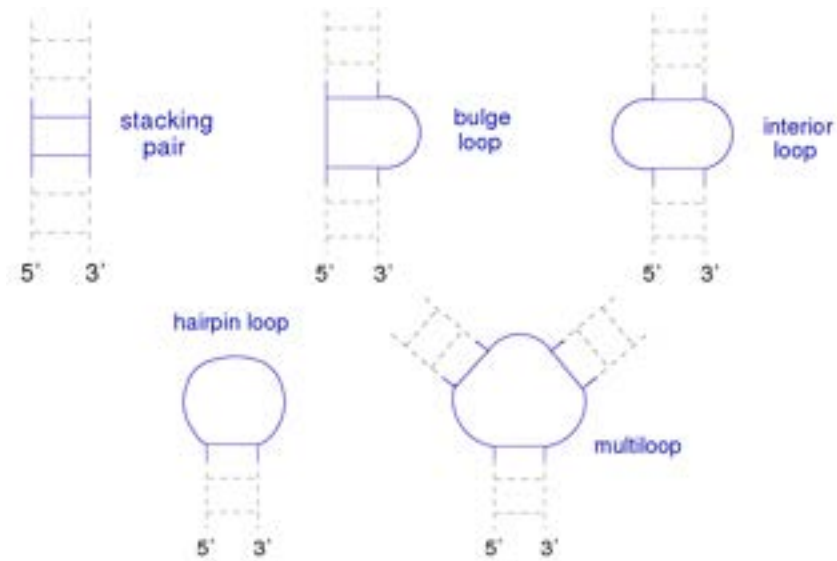 stacking
pair
bulge
loop
interior
loop
5' 3'
5' 3'
5' 3'
hairpin loop
multiloop
5' 3'
5' 3'